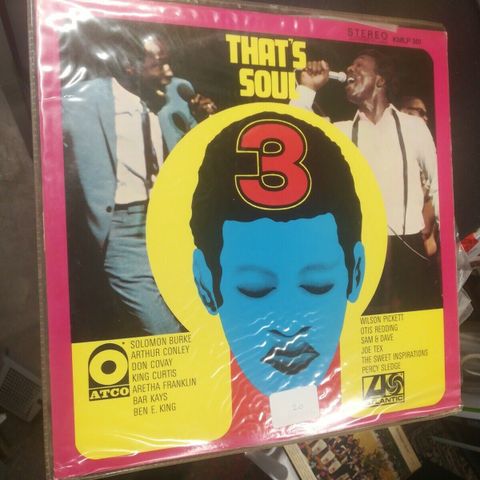 STEREO
THAT'S
SOUL
3
SOLOMON BURKE
ARTHUR CONLEY
DON COVAY
KING CURTIS
ARETHA FRANKLIN
BAR KAYS
BEN E. KING
ATCO
WILSON PICKETT
OTIS REDDING
SAM & DAVE
JOE TEX
THE SWEET INSPIRATIONS
PERCY SLEDGE
ATLANTIC
20